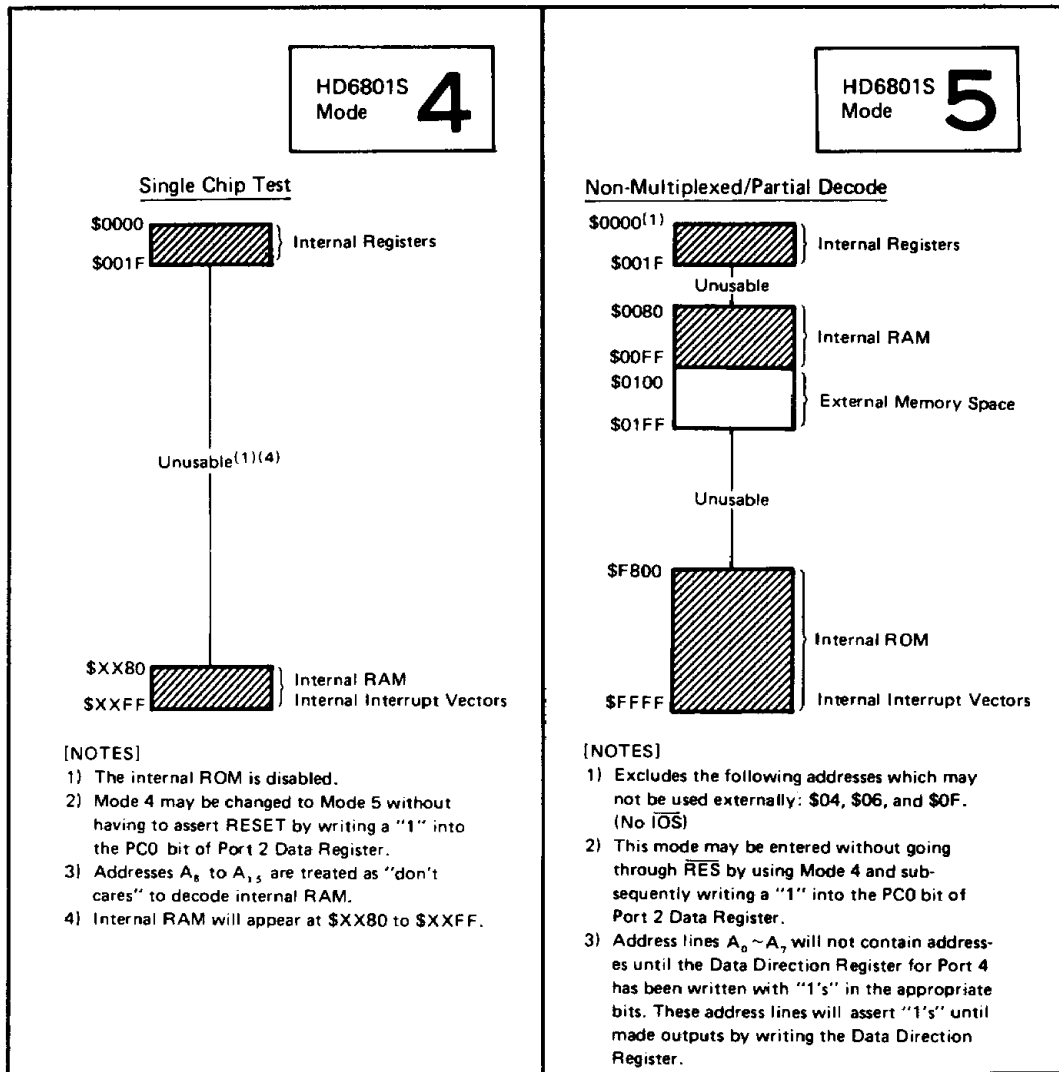 HD6801S
Mode 4
Single Chip Test
$0000
Internal Registers
$001F
Unusable(1)(4)
$XX80
Internal RAM
$XXFF
Internal Interrupt Vectors
[NOTES]
1) The internal ROM is disabled.
2) Mode 4 may be changed to Mode 5 without
having to assert RESET by writing a "1" into
the PC0 bit of Port 2 Data Register.
3) Addresses A8 to A15 are treated as "don't
cares" to decode internal RAM.
4) Internal RAM will appear at $XX80 to $XXFF.
HD6801S
Mode 5
Non-Multiplexed/Partial Decode
$0000(1)
Internal Registers
$001F
Unusable
$0080
Internal RAM
$00FF
$0100
External Memory Space
$01FF
Unusable
$F800
Internal ROM
$FFFF
Internal Interrupt Vectors
[NOTES]
1) Excludes the following addresses which may
not be used externally: $04, $06, and $0F.
(No IOS)
2) This mode may be entered without going
through RES by using Mode 4 and sub-
sequently writing a "1" into the PC0 bit of
Port 2 Data Register.
3) Address lines A0~A7 will not contain address-
es until the Data Direction Register for Port 4
has been written with "1's" in the appropriate
bits. These address lines will assert "1's" until
made outputs by writing the Data Direction
Register.